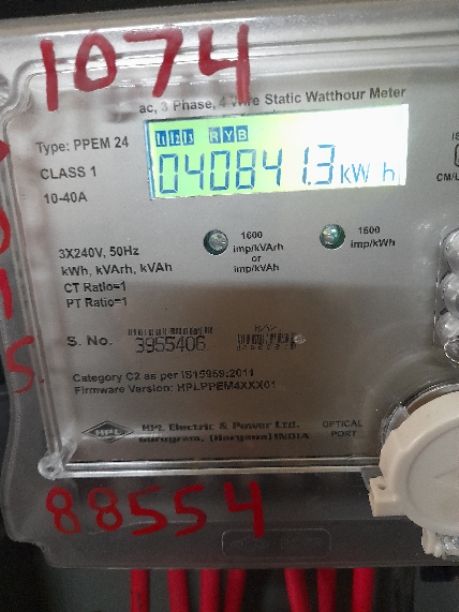 1074
ac, 3 Phase, 4 Wire Static Watthour Meter
Type: PPEM 24
CLASS 1
10-40A
R Y B
040841.3 kW h
1600
imp/kVArh
or
imp/kVAh
1600
imp/kWh
3X240V, 50Hz
kWh, kVArh, kVAh
CT Ratio=1
PT Ratio=1
S. No.
3955406
Category C2 as per IS15959:2011
Firmware Version: HPLPPEM4XXX01
HPL
HPL Electric & Power Ltd.
Gurugram, (Haryana) INDIA
OPTICAL
PORT
88554